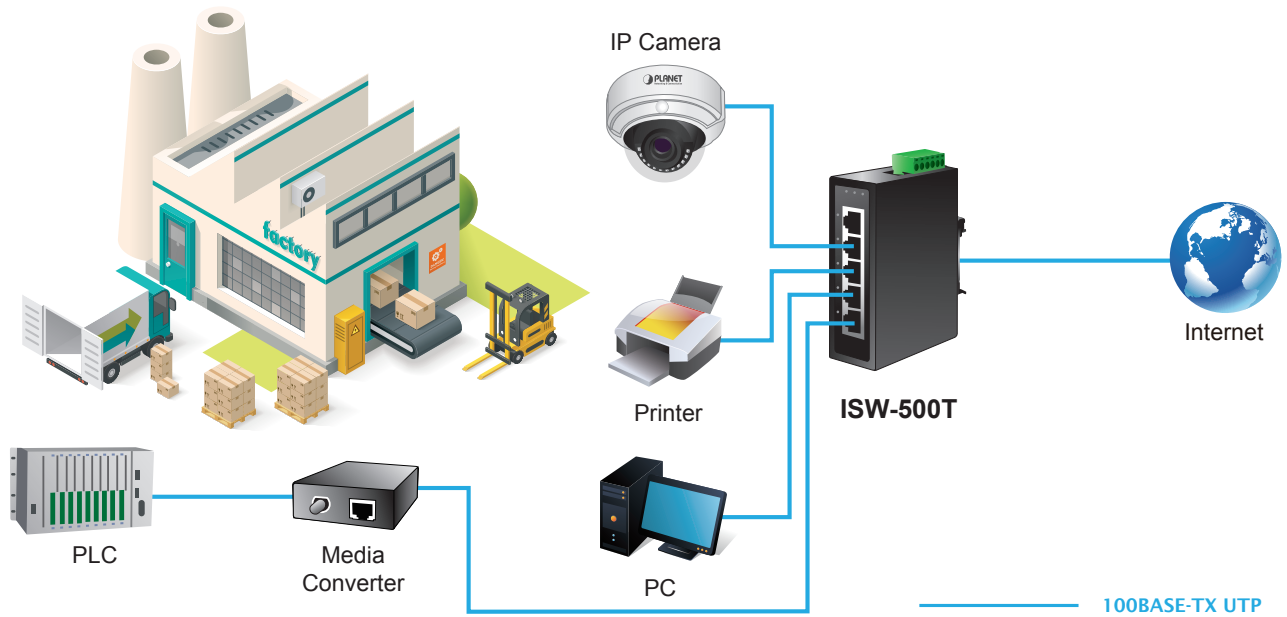 IP Camera
PLANET
factory
Internet
Printer
ISW-500T
PLC
Media
Converter
PC
100BASE-TX UTP